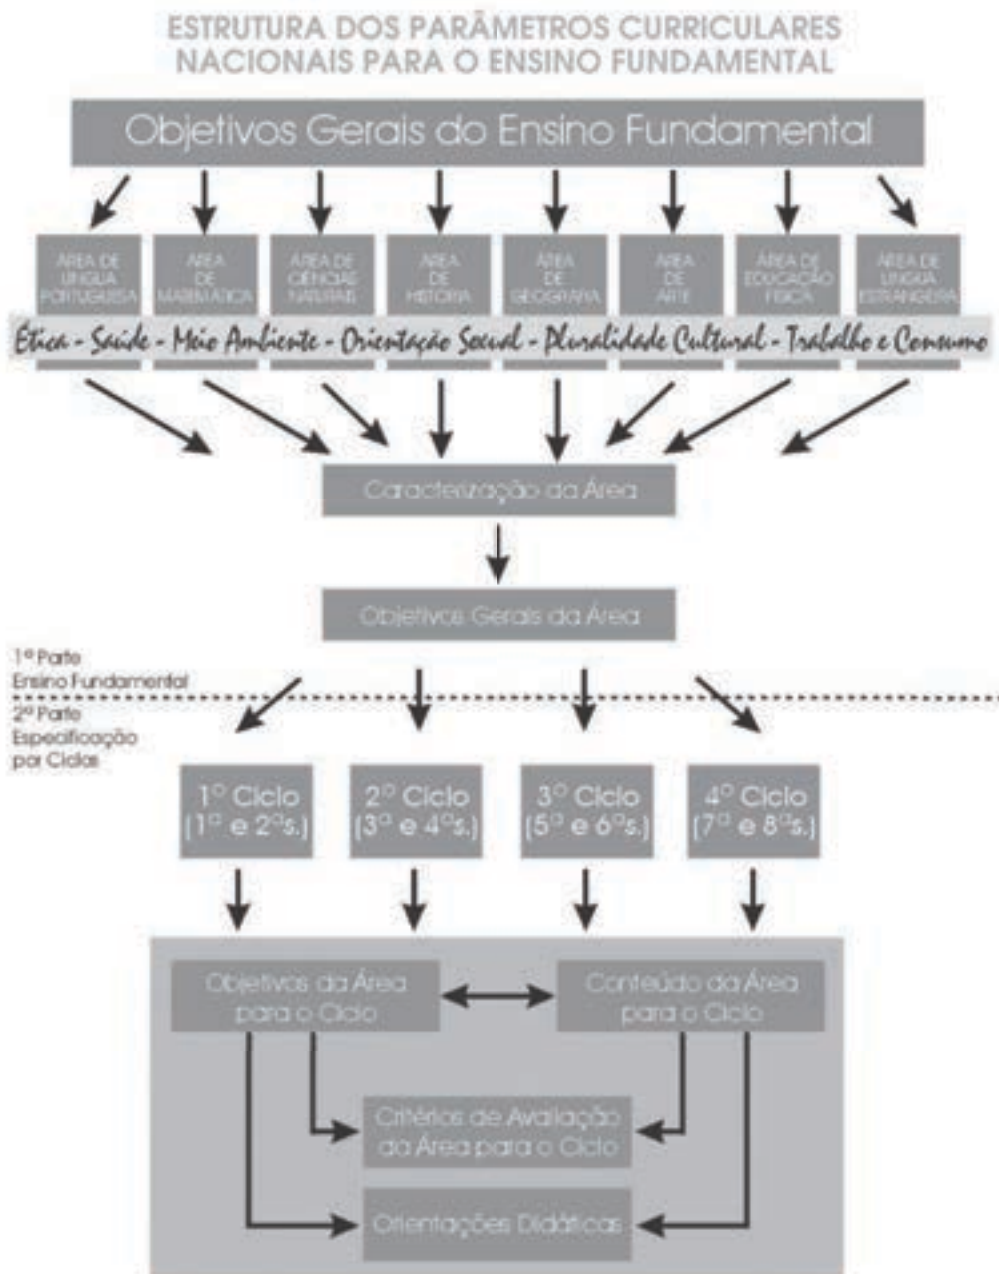 ESTRUTURA DOS PARÂMETROS CURRICULARES
NACIONAIS PARA O ENSINO FUNDAMENTAL
Objetivos Gerais do Ensino Fundamental
ÁREA DE
LÍNGUA
PORTUGUESA
ÁREA
DE
MATEMÁTICA
ÁREA DE
CIÊNCIAS
NATURAIS
ÁREA
DE
HISTÓRIA
ÁREA
DE
GEOGRAFIA
ÁREA
DE
ARTE
ÁREA DE
EDUCAÇÃO
FÍSICA
ÁREA DE
LÍNGUA
ESTRANGEIRA
Ética - Saúde - Meio Ambiente - Orientação Sexual - Pluralidade Cultural - Trabalho e Consumo
Caracterização da Área
Objetivos Gerais da Área
1ª Parte
Ensino Fundamental
2ª Parte
Especificação
por Ciclos
1º Ciclo
(1ª e 2ªs.)
2º Ciclo
(3ª e 4ªs.)
3º Ciclo
(5ª e 6ªs.)
4º Ciclo
(7ª e 8ªs.)
Objetivos da Área
para o Ciclo
Conteúdo da Área
para o Ciclo
Critérios de Avaliação
da Área para o Ciclo
Orientações Didáticas